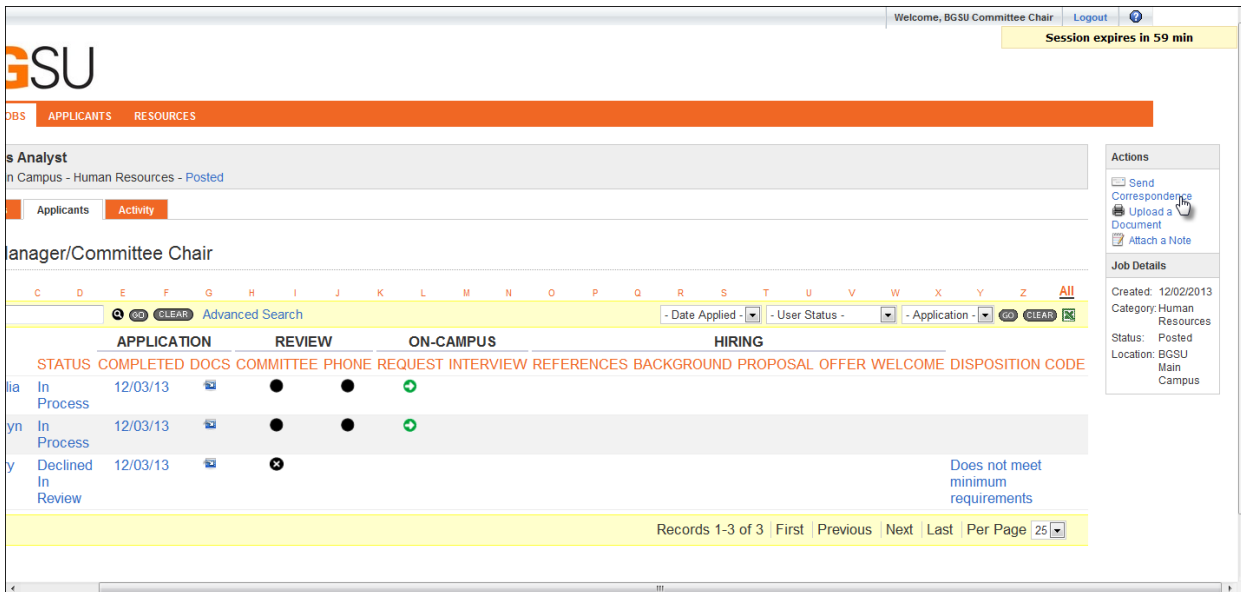 Welcome, BGSU Committee Chair Logout
Session expires in 59 min
GSU
OBS APPLICANTS RESOURCES
s Analyst
n Campus - Human Resources - Posted
Applicants Activity
Manager/Committee Chair
C D E F G H I J K L M N O P Q R S T U V W X Y Z All
GO CLEAR Advanced Search - Date Applied - - User Status - - Application - GO CLEAR
APPLICATION REVIEW ON-CAMPUS HIRING
STATUS COMPLETED DOCS COMMITTEE PHONE REQUEST INTERVIEW REFERENCES BACKGROUND PROPOSAL OFFER WELCOME DISPOSITION CODE
lia In 12/03/13
Process
yn In 12/03/13
Process
y Declined 12/03/13 Does not meet
In minimum
Review requirements
Records 1-3 of 3 First Previous Next Last Per Page 25
Actions
Send
Correspondence
Upload a
Document
Attach a Note
Job Details
Created: 12/02/2013
Category: Human
Resources
Status: Posted
Location: BGSU
Main
Campus